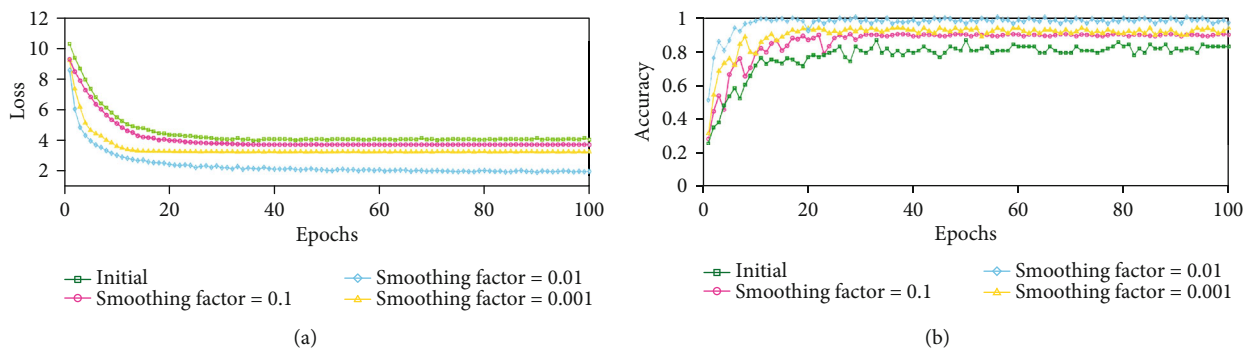 12
10
8
6
4
2
Loss
0 20 40 60 80 100
Epochs
Initial
Smoothing factor = 0.1
Smoothing factor = 0.01
Smoothing factor = 0.001
(a)
1
0.8
0.6
0.4
0.2
0
Accuracy
0 20 40 60 80 100
Epochs
Initial
Smoothing factor = 0.1
Smoothing factor = 0.01
Smoothing factor = 0.001
(b)